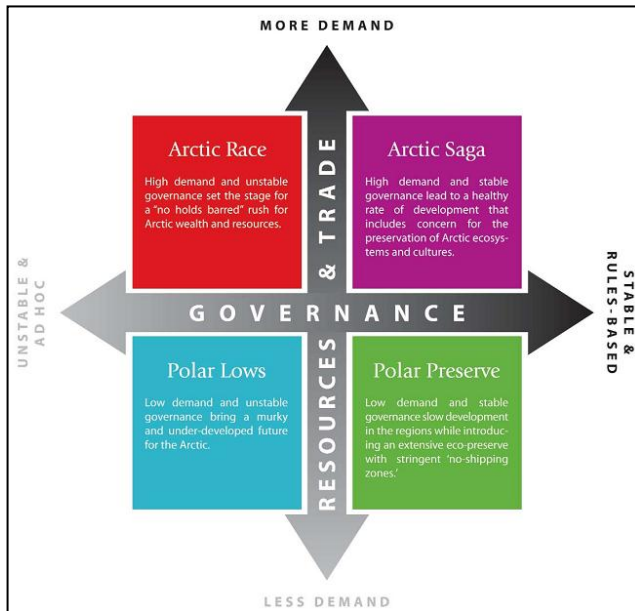 MORE DEMAND
Arctic Race
High demand and unstable
governance set the stage for
a “no holds barred” rush for
Arctic wealth and resources.
Arctic Saga
High demand and stable
governance lead to a healthy
rate of development that
includes concern for the
preservation of Arctic ecosys-
tems and cultures.
RESOURCES & TRADE
UNSTABLE &
AD HOC
GOVERNANCE
STABLE &
RULES-BASED
Polar Lows
Low demand and unstable
governance bring a murky
and under-developed future
for the Arctic.
Polar Preserve
Low demand and stable
governance slow development
in the regions while introduc-
ing an extensive eco-preserve
with stringent ‘no-shipping
zones.’
LESS DEMAND